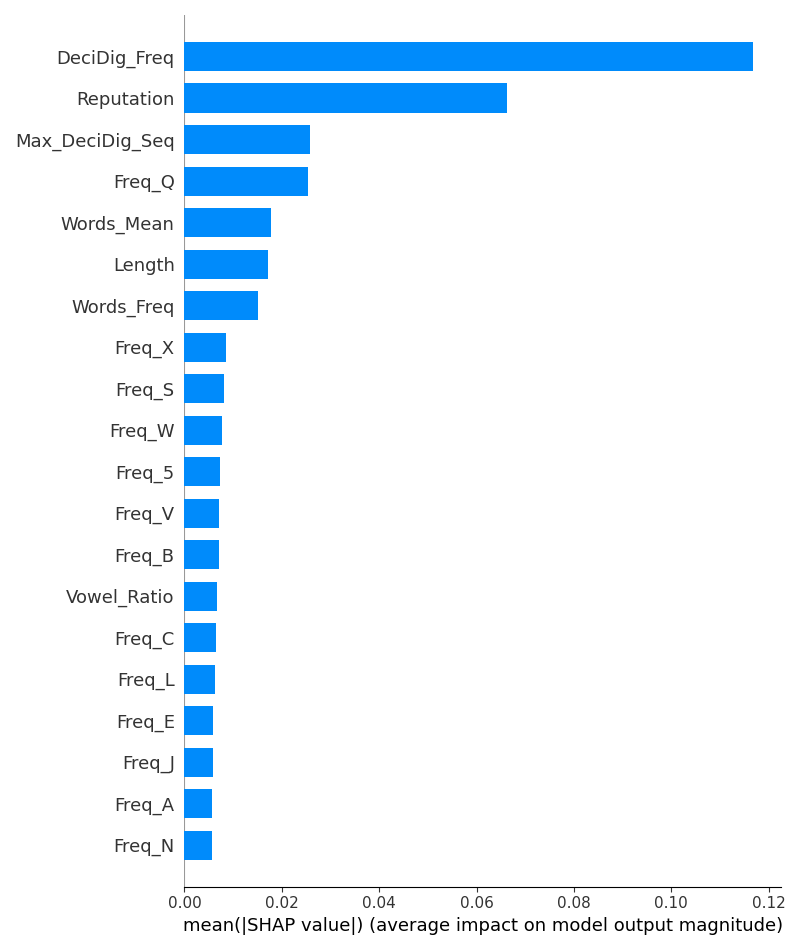 DeciDig_Freq
Reputation
Max_DeciDig_Seq
Freq_Q
Words_Mean
Length
Words_Freq
Freq_X
Freq_S
Freq_W
Freq_5
Freq_V
Freq_B
Vowel_Ratio
Freq_C
Freq_L
Freq_E
Freq_J
Freq_A
Freq_N
0.00 0.02 0.04 0.06 0.08 0.10 0.12
mean(|SHAP value|) (average impact on model output magnitude)